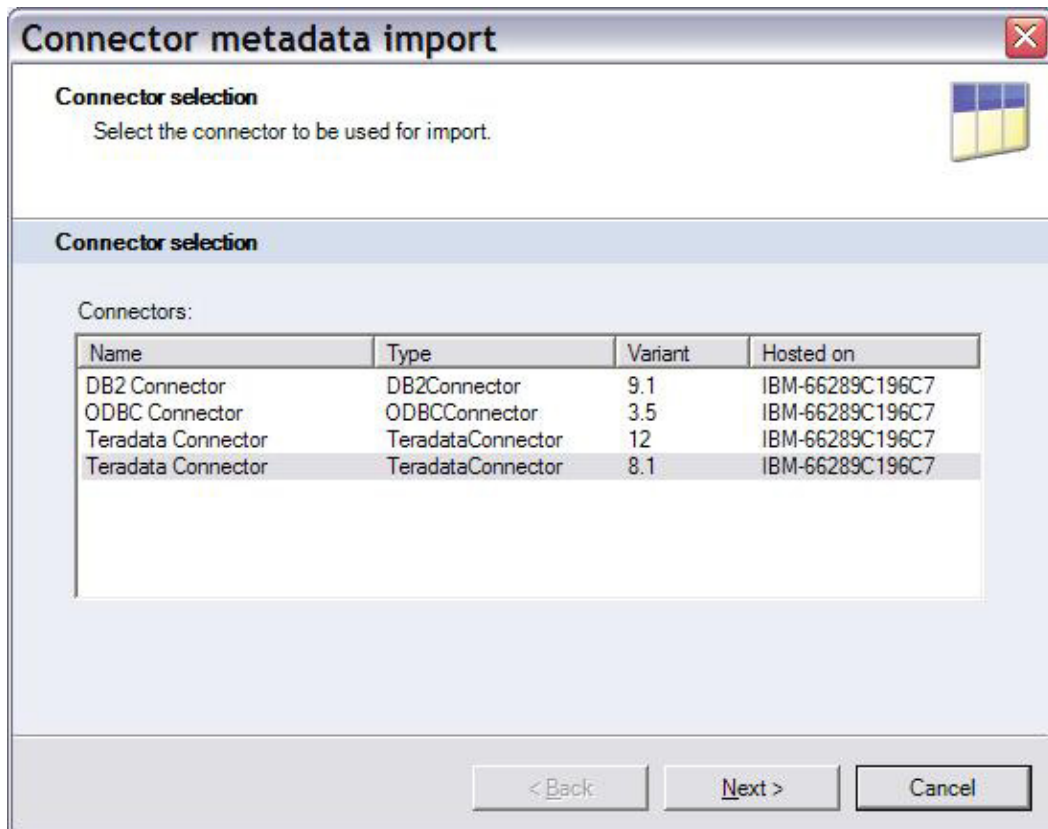 Connector metadata import
Connector selection
Select the connector to be used for import.
Connector selection
Connectors:
Name Type Variant Hosted on
DB2 Connector DB2Connector 9.1 IBM-66289C196C7
ODBC Connector ODBCConnector 3.5 IBM-66289C196C7
Teradata Connector TeradataConnector 12 IBM-66289C196C7
Teradata Connector TeradataConnector 8.1 IBM-66289C196C7
< Back Next > Cancel